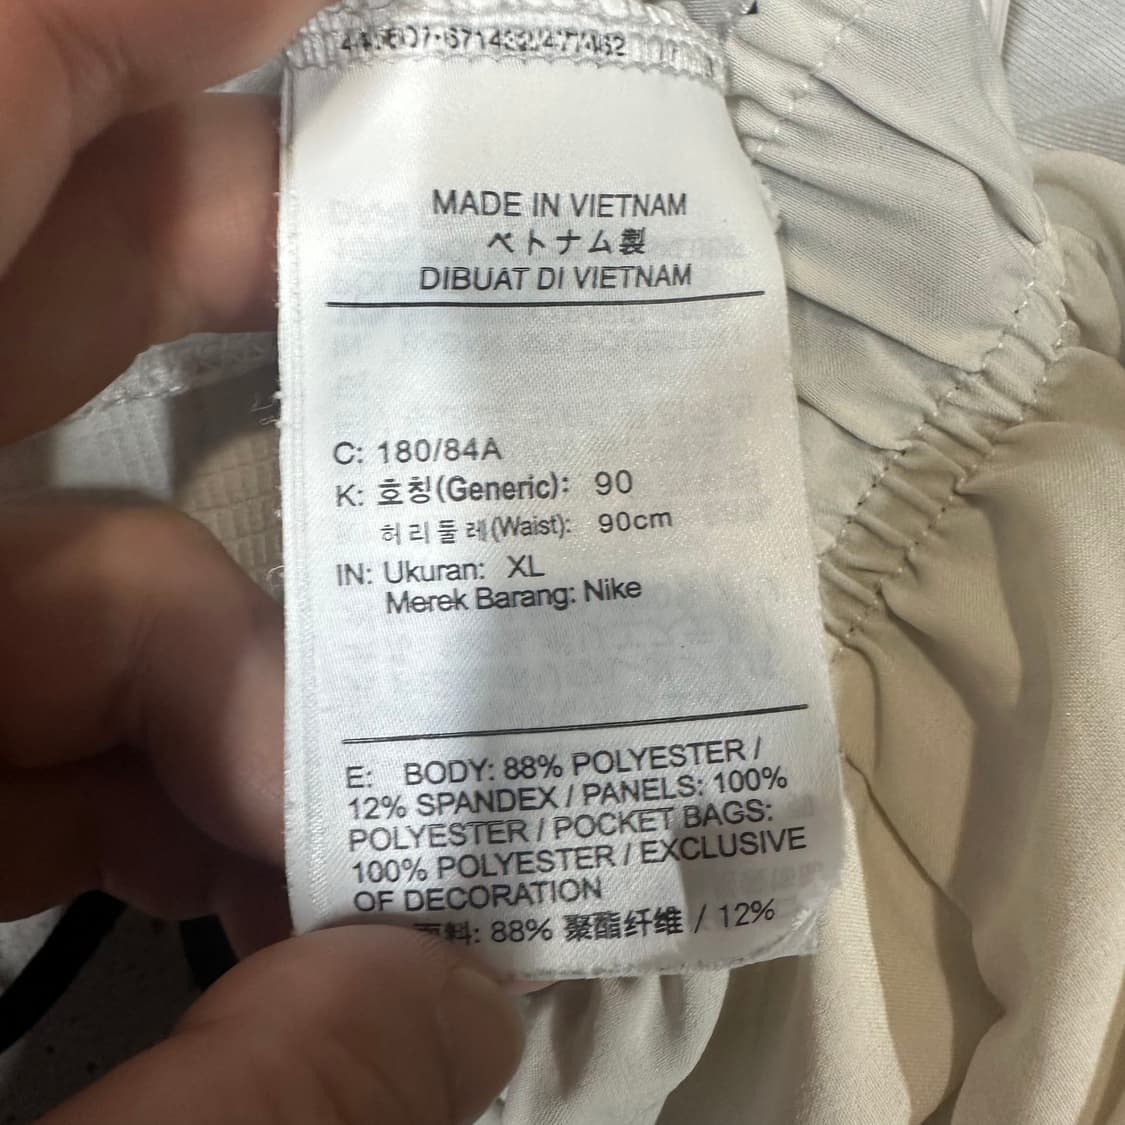 MADE IN VIETNAM
ベトナム製
DIBUAT DI VIETNAM
C: 180/84A
K: 호칭(Generic): 90
허리둘레(Waist): 90cm
IN: Ukuran: XL
Merek Barang: Nike
E: BODY: 88% POLYESTER /
12% SPANDEX / PANELS: 100%
POLYESTER / POCKET BAGS:
100% POLYESTER / EXCLUSIVE
OF DECORATION
面料: 88% 聚酯纤维 / 12%